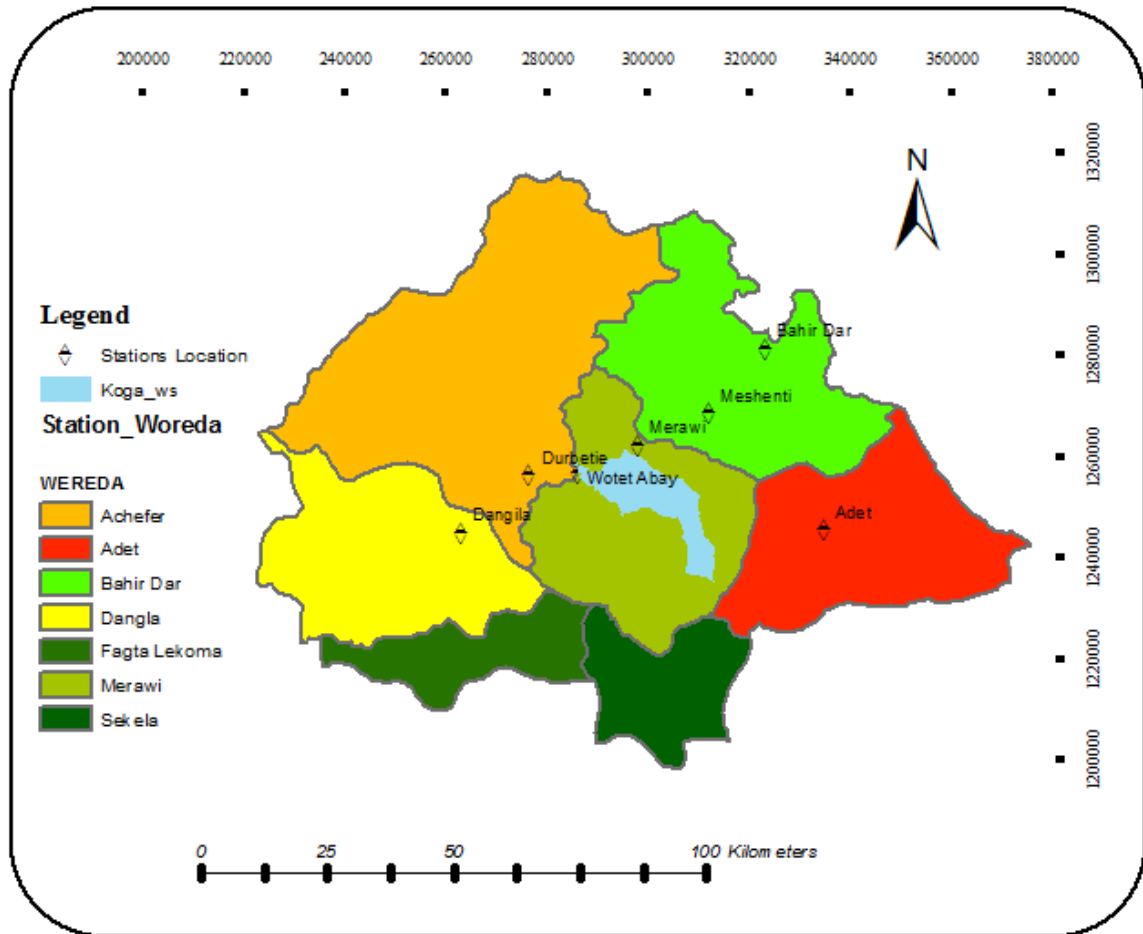 200000 220000 240000 260000 280000 300000 320000 340000 360000 380000
1320000
1300000
1280000
1260000
1240000
1220000
1200000
N
Legend
Stations Location
Koga_ws
Station_Woreda
WEREDA
Achefer
Adet
Bahir Dar
Dangla
Fagta Lekoma
Merawi
Sekela
Bahir Dar
Meshenti
Merawi
Durbetie
Wotet Abay
Dangila
Adet
0 25 50 100 Kilometers